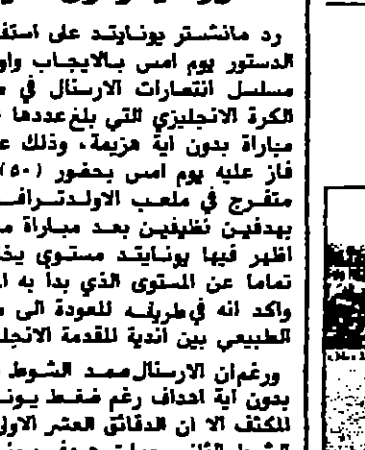 رد مانشستر يونايتد على استف
الدستور يوم امس بالايجاب واو
مسلسل انتصارات الارسنال في
الكرة الانجليزي التي بلغ عددها
مباراة بدون اية هزيمة، وذلك ع
فاز عليه يوم امس بحضور (٥٠)
متفرج في ملعب الاولدترافـ
بهدفين نظيفين بعد مباراة
اظهر فيها يونايتد مستوى يخ
تماما عن المستوى الذي بدأ به
واكد انه في طريقه للعودة الى
الطبيعي بين أندية المقدمة الانجل
ورغم ان الارسنال صمد الشوط
بدون اية اهداف رغم ضغط يونـ
المكثف الا ان الدقائق العشر الاول